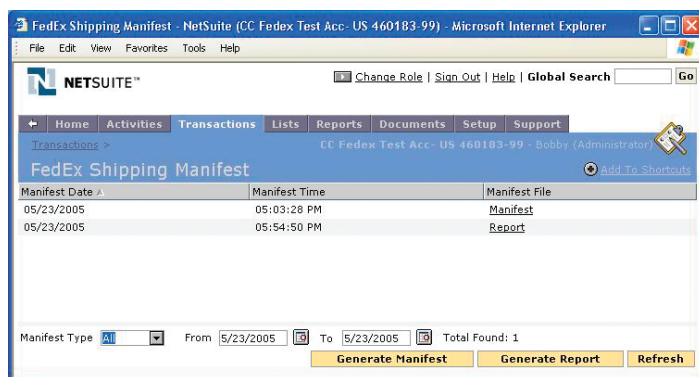 FedEx Shipping Manifest - NetSuite (CC Fedex Test Acc- US 460183-99) - Microsoft Internet Explorer
File Edit View Favorites Tools Help
N NETSUITE™ Change Role | Sign Out | Help | Global Search Go
Home Activities Transactions Lists Reports Documents Setup Support
Transactions > CC Fedex Test Acc- US 460183-99 - Bobby (Administrator)
FedEx Shipping Manifest Add To Shortcuts
Manifest Date Manifest Time Manifest File
05/23/2005 05:03:28 PM Manifest
05/23/2005 05:54:50 PM Report
Manifest Type All From 5/23/2005 To 5/23/2005 Total Found: 1
Generate Manifest Generate Report Refresh